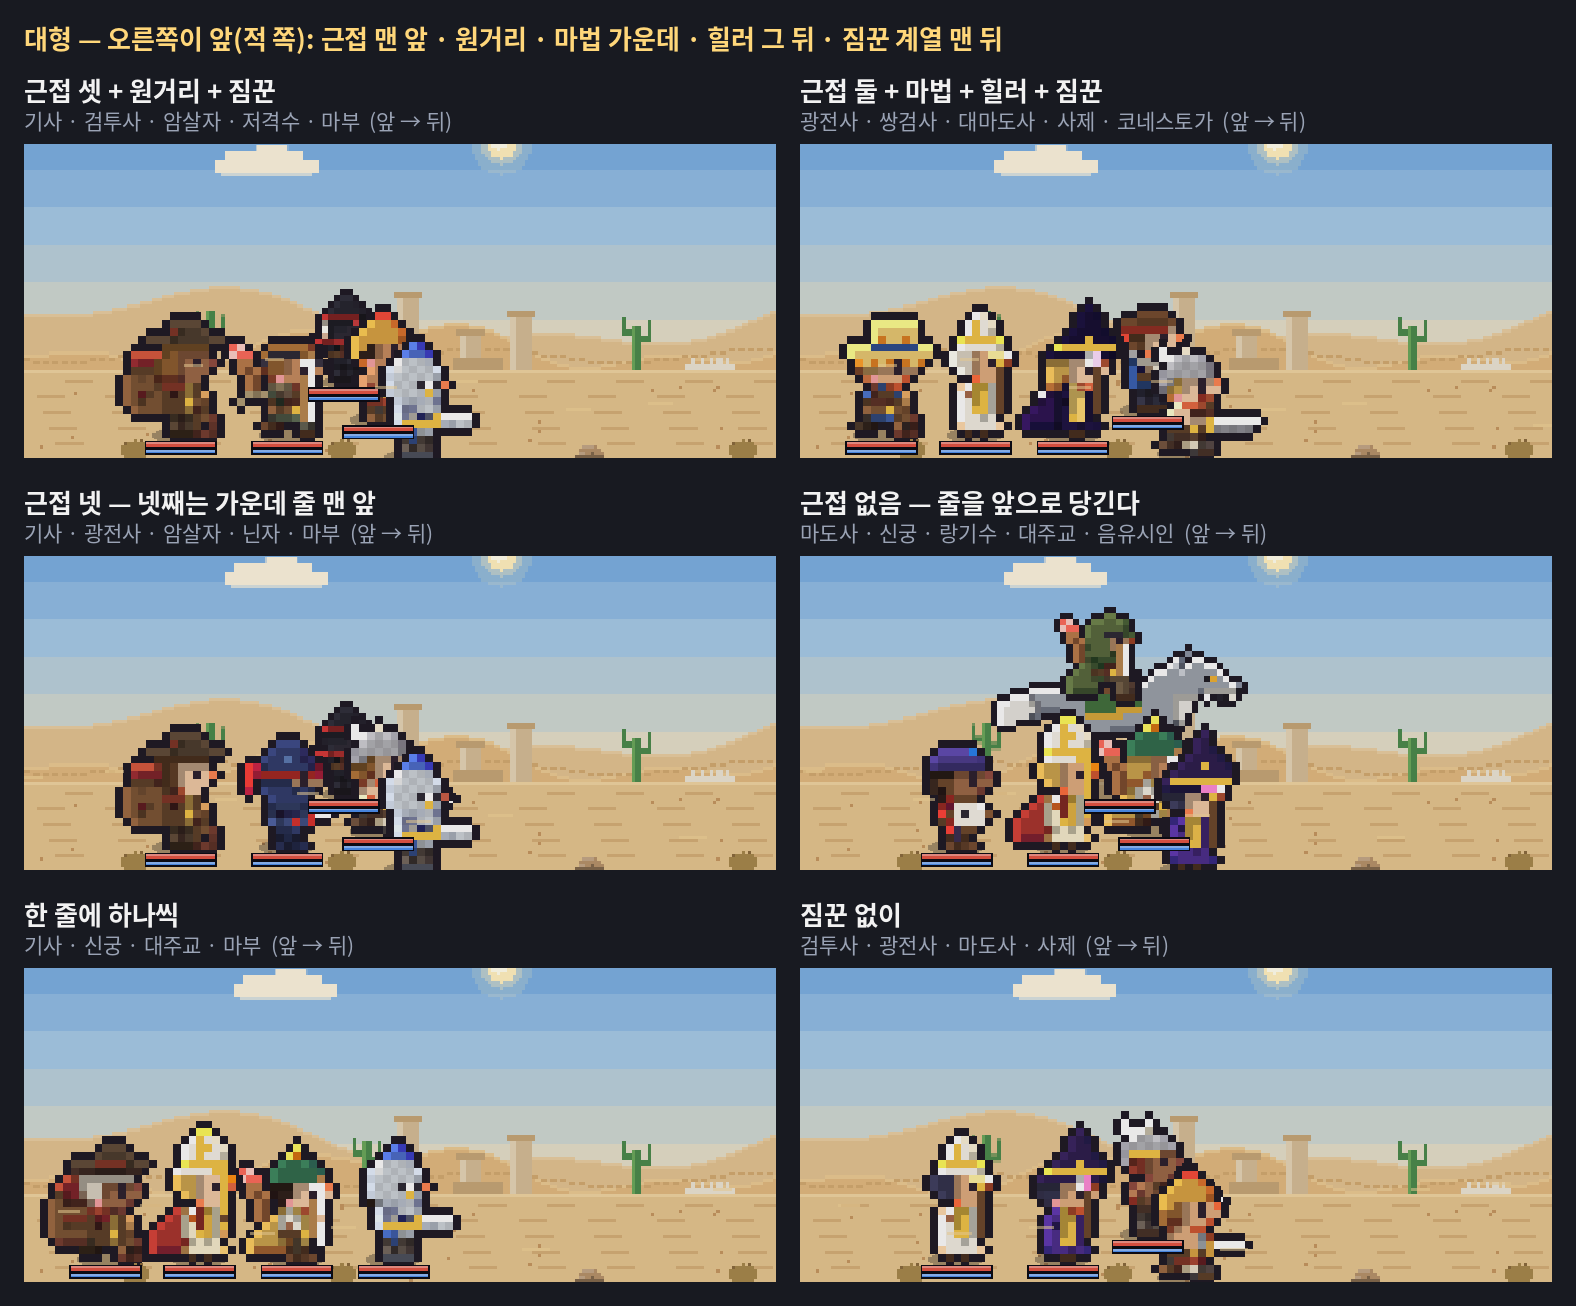 대형 — 오른쪽이 앞(적 쪽): 근접 맨 앞 · 원거리 · 마법 가운데 · 힐러 그 뒤 · 짐꾼 계열 맨 뒤
근접 셋 + 원거리 + 짐꾼
기사 · 검투사 · 암살자 · 저격수 · 마부 (앞 → 뒤)
근접 둘 + 마법 + 힐러 + 짐꾼
광전사 · 쌍검사 · 대마도사 · 사제 · 코네스토가 (앞 → 뒤)
근접 넷 — 넷째는 가운데 줄 맨 앞
기사 · 광전사 · 암살자 · 닌자 · 마부 (앞 → 뒤)
근접 없음 — 줄을 앞으로 당긴다
마도사 · 신궁 · 랑기수 · 대주교 · 음유시인 (앞 → 뒤)
한 줄에 하나씩
기사 · 신궁 · 대주교 · 마부 (앞 → 뒤)
짐꾼 없이
검투사 · 광전사 · 마도사 · 사제 (앞 → 뒤)